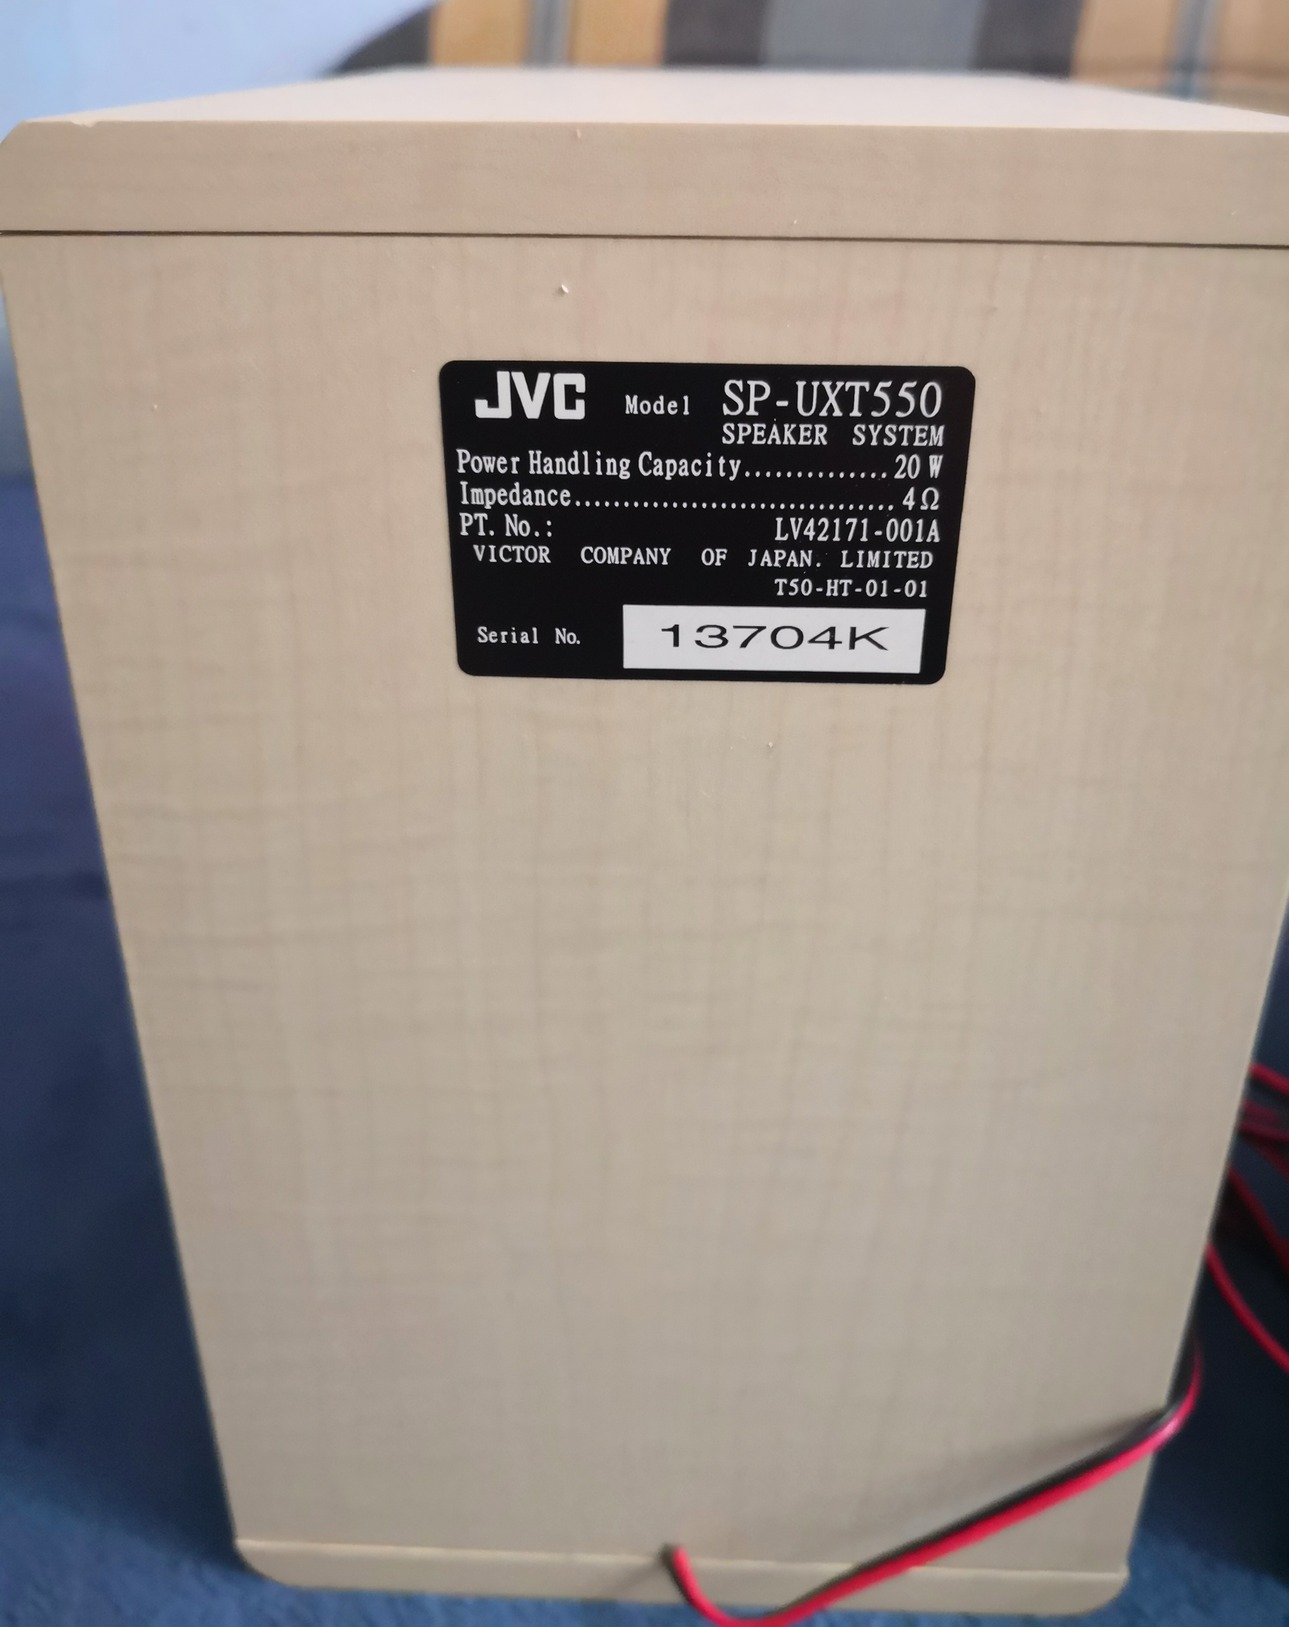 JVC Model SP-UXT550
SPEAKER SYSTEM
Power Handling Capacity.............. 20 W
Impedance................................ 4Ω
PT. No.: LV42171-001A
VICTOR COMPANY OF JAPAN. LIMITED
T50-HT-01-01
Serial No. 13704K